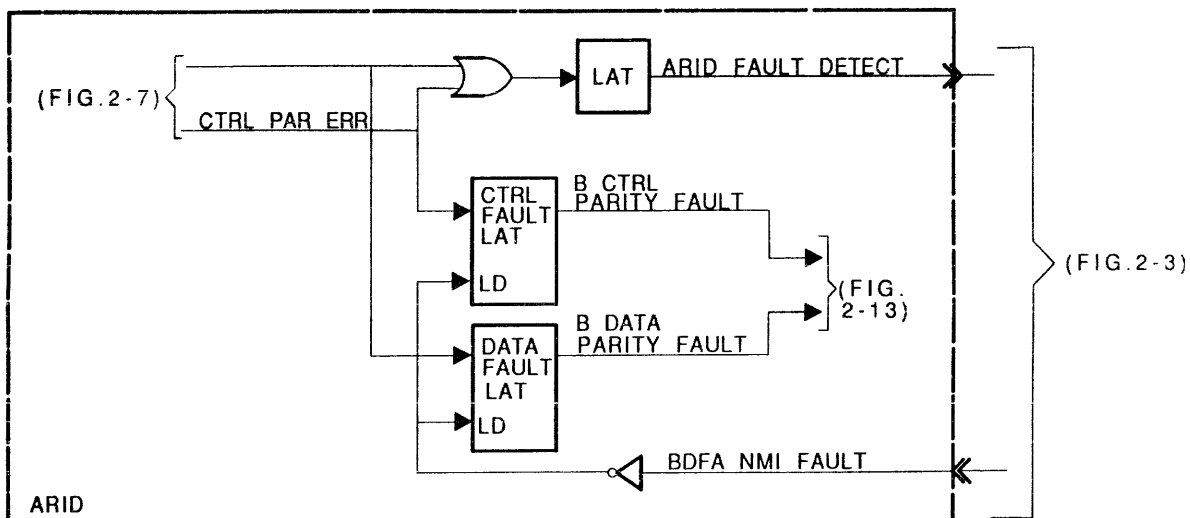 LAT
ARID FAULT DETECT
(FIG.2-7)
CTRL PAR ERR
CTRL
FAULT
LAT
LD
B CTRL
PARITY FAULT
(FIG.2-3)
(FIG.
2-13)
DATA
FAULT
LAT
LD
B DATA
PARITY FAULT
BDFA NMI FAULT
ARID